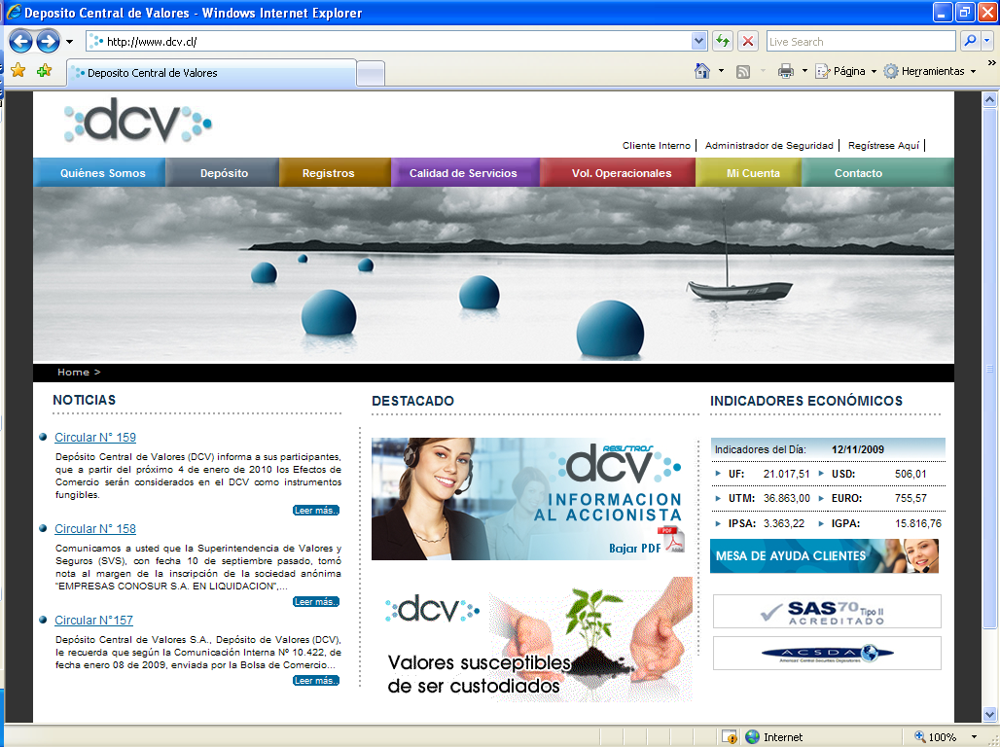 Deposito Central de Valores - Windows Internet Explorer
http://www.dcv.cl/
Live Search
Deposito Central de Valores
Página
Herramientas
dcv
Cliente Interno
Administrador de Seguridad
Regístrese Aquí
Quiénes Somos
Depósito
Registros
Calidad de Servicios
Vol. Operacionales
Mi Cuenta
Contacto
Home >
NOTICIAS
Circular N° 159
Depósito Central de Valores (DCV) informa a sus participantes,
que a partir del próximo 4 de enero de 2010 los Efectos de
Comercio serán considerados en el DCV como instrumentos
fungibles.
Leer más..
Circular N° 158
Comunicamos a usted que la Superintendencia de Valores y
Seguros (SVS), con fecha 10 de septiembre pasado, tomó
nota al margen de la inscripción de la sociedad anónima
"EMPRESAS CONOSUR S.A. EN LIQUIDACION",...
Leer más..
Circular N°157
Depósito Central de Valores S.A., Depósito de Valores (DCV),
le recuerda que según la Comunicación Interna Nº 10.422, de
fecha enero 08 de 2009, enviada por la Bolsa de Comercio...
Leer más..
DESTACADO
REGISTROS
dcv
INFORMACION
AL ACCIONISTA
PDF
Bajar PDF
dcv
Valores susceptibles
de ser custodiados
INDICADORES ECONÓMICOS
Indicadores del Día: 12/11/2009
UF: 21.017,51 USD: 506,01
UTM: 36.863,00 EURO: 755,57
IPSA: 3.363,22 IGPA: 15.816,76
MESA DE AYUDA CLIENTES
SAS70 Tipo II
ACREDITADO
ACSDA
Americas' Central Securities Depositories
Internet
100%